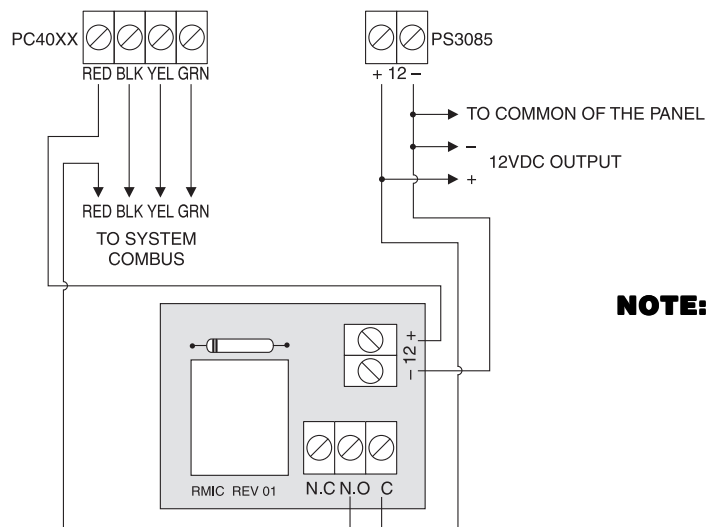 PC40XX
RED BLK YEL GRN
PS3085
+ 12 –
TO COMMON OF THE PANEL
–
12VDC OUTPUT
+
RED BLK YEL GRN
TO SYSTEM
COMBUS
NOTE:
– 12 +
N.C N.O C
RMIC REV 01